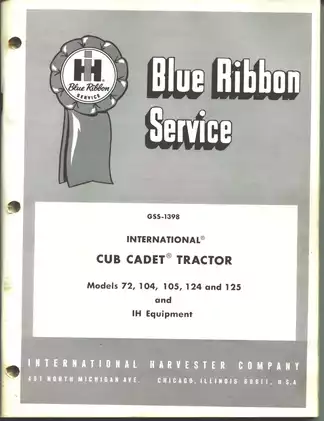 IH
Blue Ribbon
SERVICE
Blue Ribbon
Service
GSS-1398
INTERNATIONAL®
CUB CADET® TRACTOR
Models 72, 104, 105, 124 and 125
and
IH Equipment
INTERNATIONAL HARVESTER COMPANY
401 NORTH MICHIGAN AVE. CHICAGO, ILLINOIS 60611, U.S.A